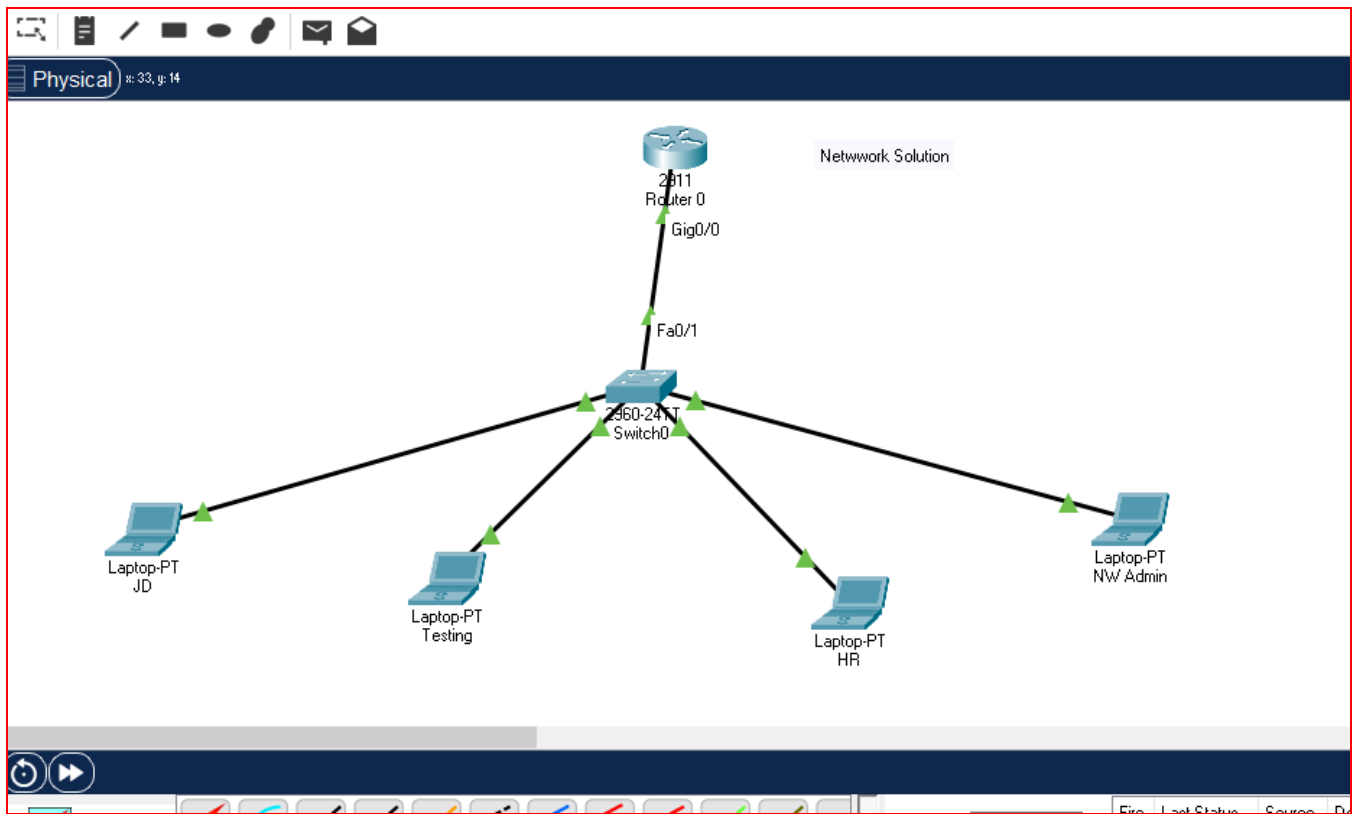 Physical
x: 33, y: 14
Netwwork Solution
2911
Router 0
Gig0/0
Fa0/1
2960-24TT
Switch0
Laptop-PT
JD
Laptop-PT
Testing
Laptop-PT
HR
Laptop-PT
NW Admin
Fire Last Status Source